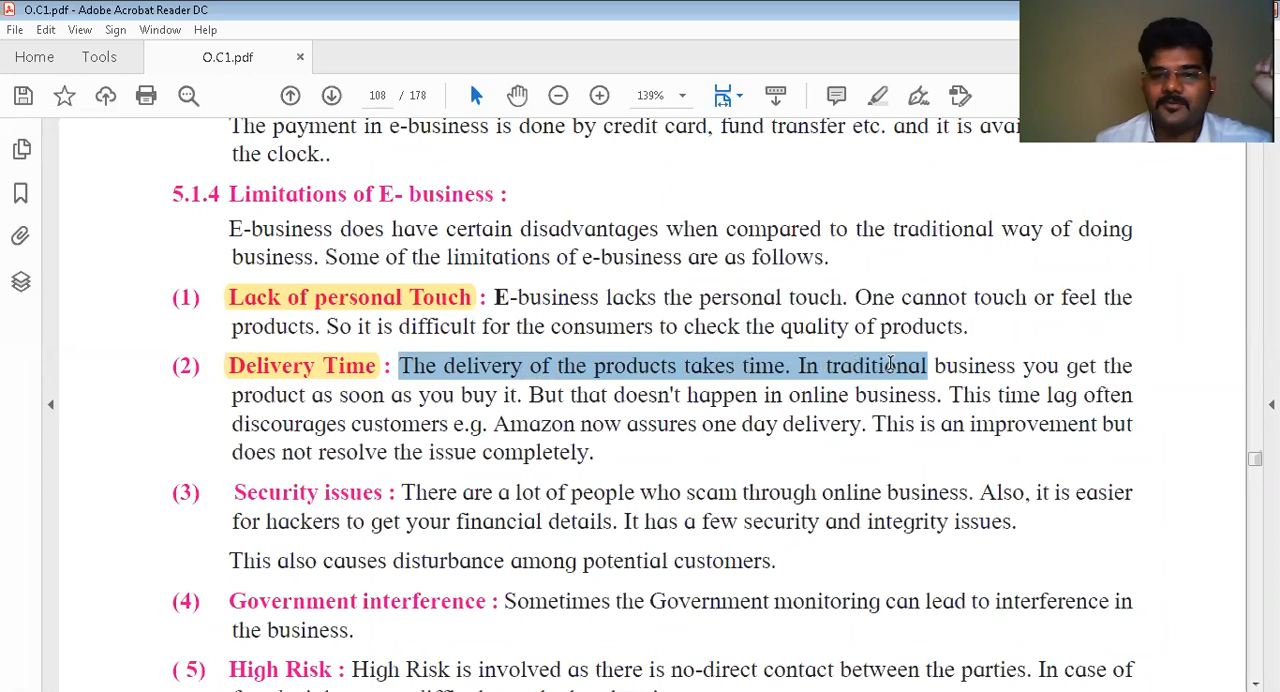 O.C1.pdf - Adobe Acrobat Reader DC
File Edit View Sign Window Help
Home Tools O.C1.pdf ×
108 / 178 139%
The payment in e-business is done by credit card, fund transfer etc. and it is avai
the clock..
5.1.4 Limitations of E- business :
E-business does have certain disadvantages when compared to the traditional way of doing
business. Some of the limitations of e-business are as follows.
(1) Lack of personal Touch : E-business lacks the personal touch. One cannot touch or feel the
products. So it is difficult for the consumers to check the quality of products.
(2) Delivery Time : The delivery of the products takes time. In traditional business you get the
product as soon as you buy it. But that doesn't happen in online business. This time lag often
discourages customers e.g. Amazon now assures one day delivery. This is an improvement but
does not resolve the issue completely.
(3) Security issues : There are a lot of people who scam through online business. Also, it is easier
for hackers to get your financial details. It has a few security and integrity issues.
This also causes disturbance among potential customers.
(4) Government interference : Sometimes the Government monitoring can lead to interference in
the business.
( 5) High Risk : High Risk is involved as there is no-direct contact between the parties. In case of